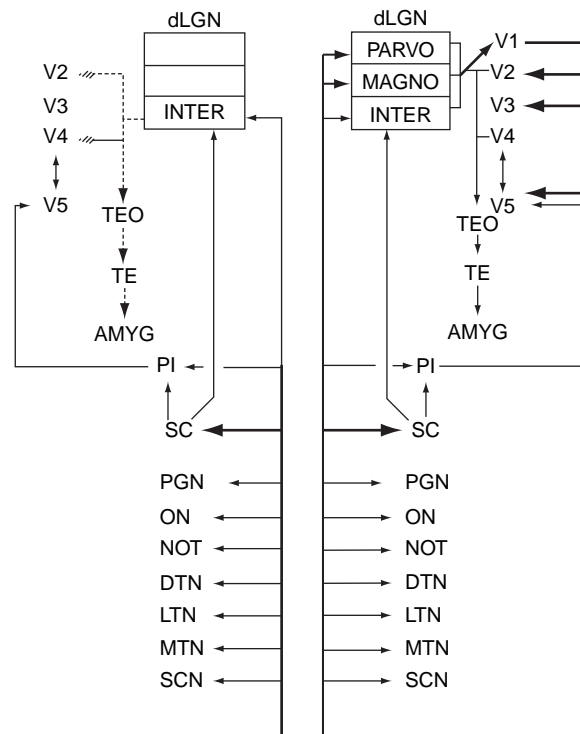 dLGN
V2
V3
INTER
V4
V5
TEO
TE
AMYG
PI
SC
PGN
ON
NOT
DTN
LTN
MTN
SCN
dLGN
PARVO
V1
MAGNO
V2
INTER
V3
V4
V5
TEO
TE
AMYG
PI
SC
PGN
ON
NOT
DTN
LTN
MTN
SCN